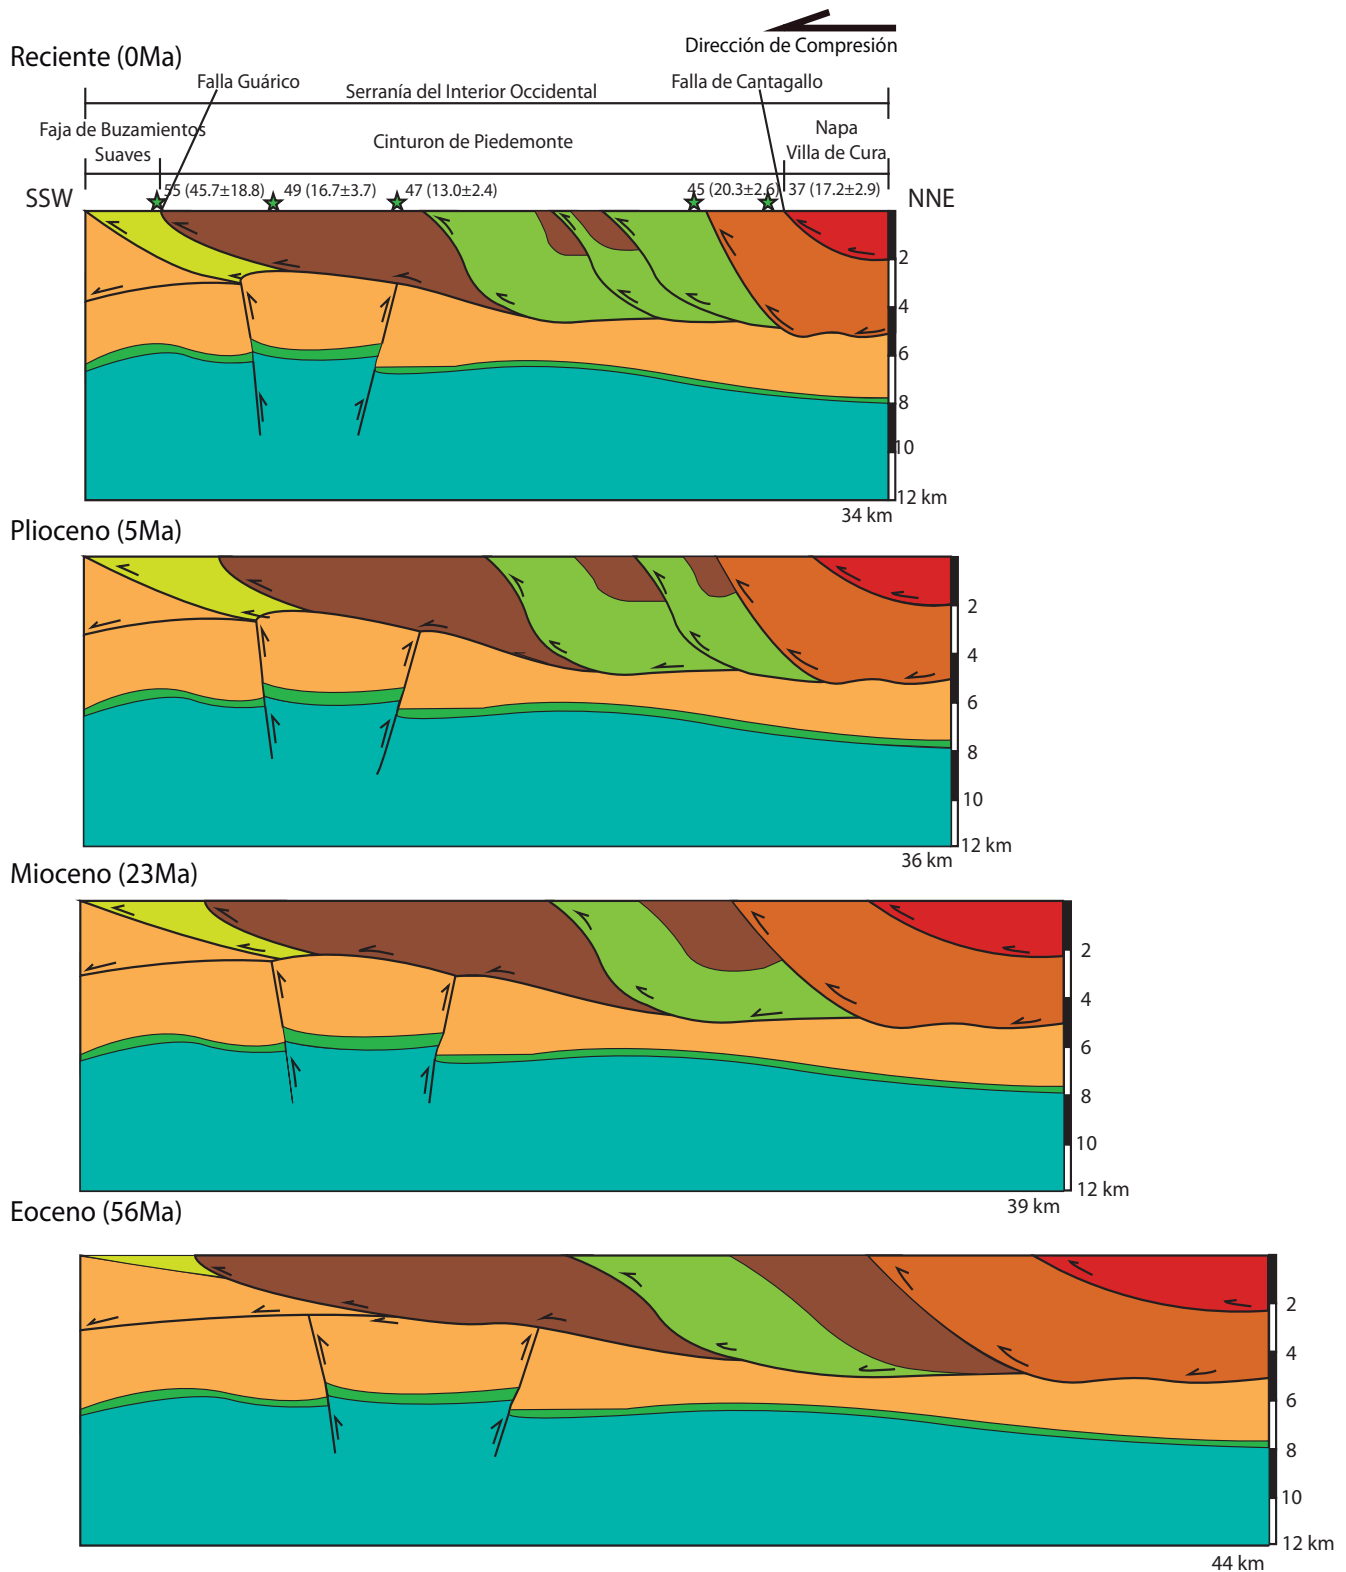 Dirección de Compresión
Reciente (0Ma)
Falla Guárico
Serranía del Interior Occidental
Falla de Cantagallo
Faja de Buzamientos
Suaves
Cinturon de Piedemonte
Napa
Villa de Cura
SSW
55 (45.7±18.8)
49 (16.7±3.7)
47 (13.0±2.4)
45 (20.3±2.6)
37 (17.2±2.9)
NNE
2
4
6
8
10
12 km
34 km
Plioceno (5Ma)
2
4
6
8
10
12 km
36 km
Mioceno (23Ma)
2
4
6
8
10
12 km
39 km
Eoceno (56Ma)
2
4
6
8
10
12 km
44 km